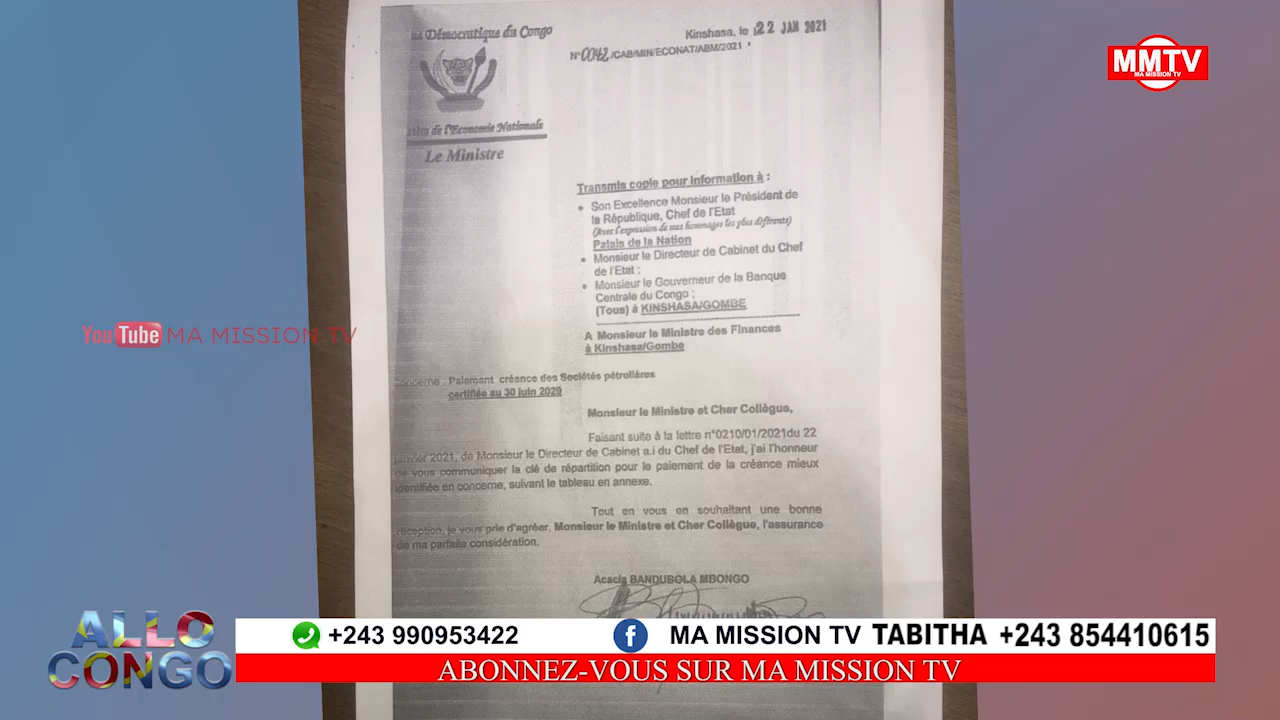 Démocratique du Congo
Kinshasa, le 22 JAN 2021
N°0042/CAB/MIN/ECONAT/ABM/2021
de l'Economie Nationale
Le Ministre
Transmis copie pour information à :
• Son Excellence Monsieur le Président de
la République, Chef de l'Etat
(Avec l'expression de mes hommages les plus déférents)
Palais de la Nation
• Monsieur le Directeur de Cabinet du Chef
de l'Etat ;
• Monsieur le Gouverneur de la Banque
Centrale du Congo ;
(Tous) à KINSHASA/GOMBE
A Monsieur le Ministre des Finances
à Kinshasa/Gombe
Concerne : Paiement créance des Sociétés pétrolières
certifiée au 30 juin 2020
Monsieur le Ministre et Cher Collègue,
Faisant suite à la lettre n°0210/01/2021du 22
janvier 2021, de Monsieur le Directeur de Cabinet a.i du Chef de l'Etat, j'ai l'honneur
de vous communiquer la clé de répartition pour le paiement de la créance mieux
identifiée en concerne, suivant le tableau en annexe.
Tout en vous en souhaitant une bonne
réception, je vous prie d'agréer, Monsieur le Ministre et Cher Collègue, l'assurance
de ma parfaite considération.
Acacia BANDUBOLA MBONGO
MMTV
MA MISSION TV
YouTube MA MISSION TV
ALLO
CONGO
+243 990953422 MA MISSION TV TABITHA +243 854410615
ABONNEZ-VOUS SUR MA MISSION TV